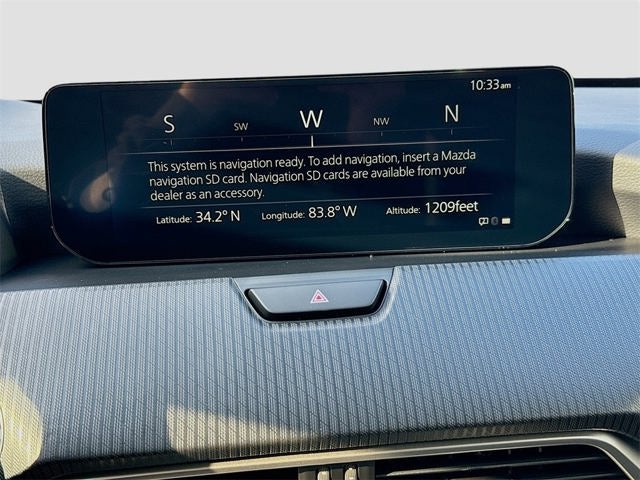 10:33am
S SW W NW N
This system is navigation ready. To add navigation, insert a Mazda
navigation SD card. Navigation SD cards are available from your
dealer as an accessory.
Latitude: 34.2° N Longitude: 83.8° W Altitude: 1209feet